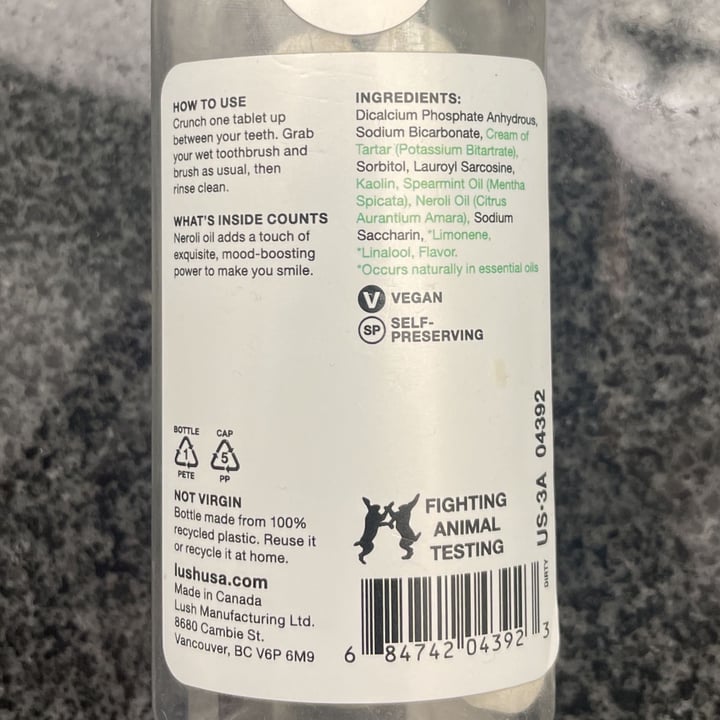 HOW TO USE
Crunch one tablet up
between your teeth. Grab
your wet toothbrush and
brush as usual, then
rinse clean.
WHAT'S INSIDE COUNTS
Neroli oil adds a touch of
exquisite, mood-boosting
power to make you smile.
BOTTLE
1
PETE
CAP
5
PP
NOT VIRGIN
Bottle made from 100%
recycled plastic. Reuse it
or recycle it at home.
lushusa.com
Made in Canada
Lush Manufacturing Ltd.
8680 Cambie St.
Vancouver, BC V6P 6M9
INGREDIENTS:
Dicalcium Phosphate Anhydrous,
Sodium Bicarbonate, Cream of
Tartar (Potassium Bitartrate),
Sorbitol, Lauroyl Sarcosine,
Kaolin, Spearmint Oil (Mentha
Spicata), Neroli Oil (Citrus
Aurantium Amara), Sodium
Saccharin, *Limonene,
*Linalool, Flavor.
*Occurs naturally in essential oils
V VEGAN
SP SELF-
PRESERVING
FIGHTING
ANIMAL
TESTING
US-3A 04392
DIRTY
6 84742 04392 3